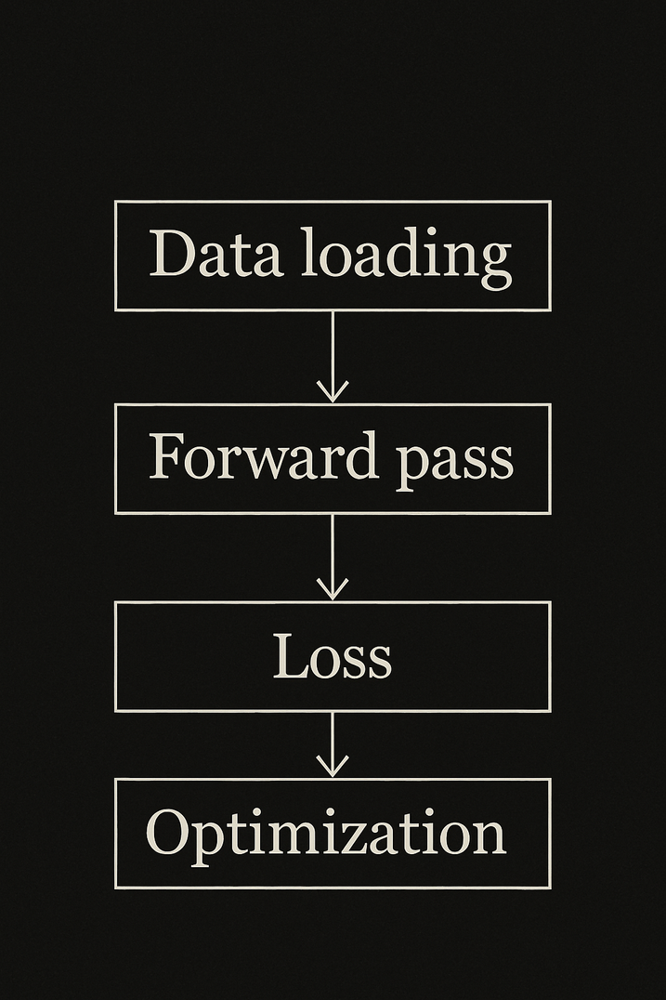 Data loading
Forward pass
Loss
Optimization